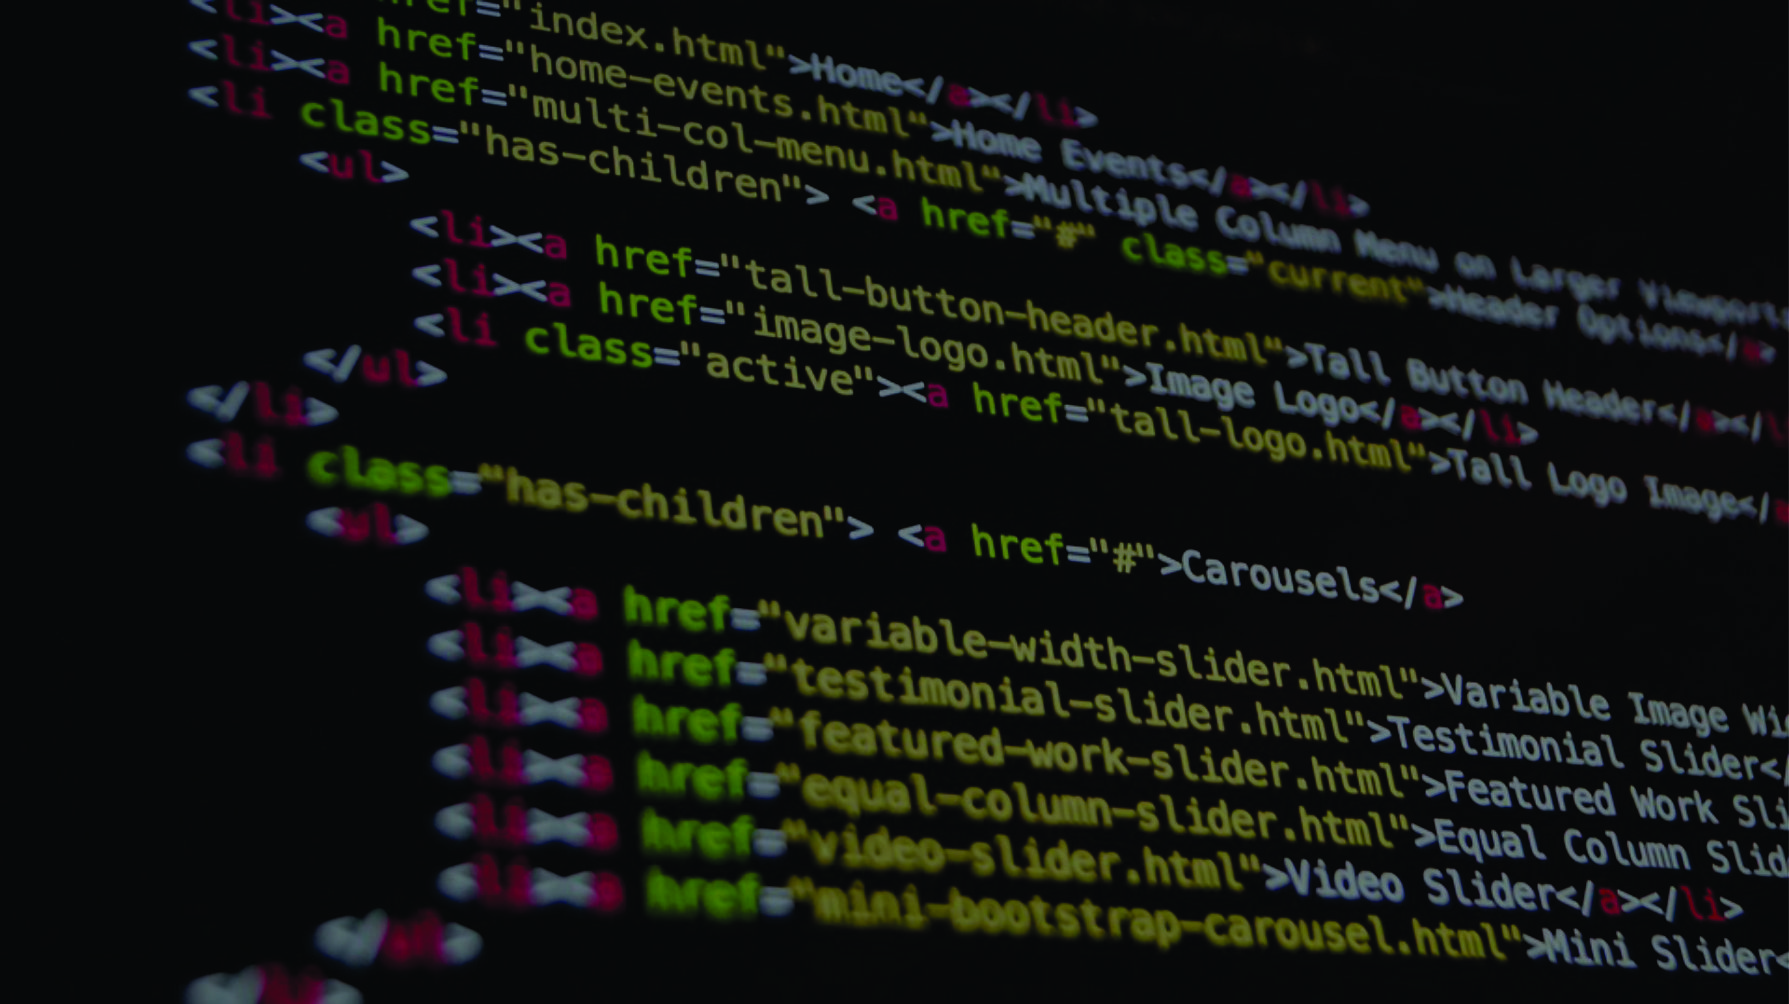 href="index.html">Home</a></li>
<li><a href="home-events.html">Home Events</a></li>
<li><a href="multi-col-menu.html">Multiple Column Menu on Larger Viewports
<li class="has-children"> <a href="#" class="current">Header Options</a>
<ul>
<li><a href="tall-button-header.html">Tall Button Header</a></li
<li><a href="image-logo.html">Image Logo</a></li>
<li class="active"><a href="tall-logo.html">Tall Logo Image</a
</ul>
</li>
<li class="has-children"> <a href="#">Carousels</a>
<ul>
<li><a href="variable-width-slider.html">Variable Image Wi
<li><a href="testimonial-slider.html">Testimonial Slider</
<li><a href="featured-work-slider.html">Featured Work Sli
<li><a href="equal-column-slider.html">Equal Column Slid
<li><a href="video-slider.html">Video Slider</a></li>
<li><a href="mini-bootstrap-carousel.html">Mini Slider<
</ul>
</li>